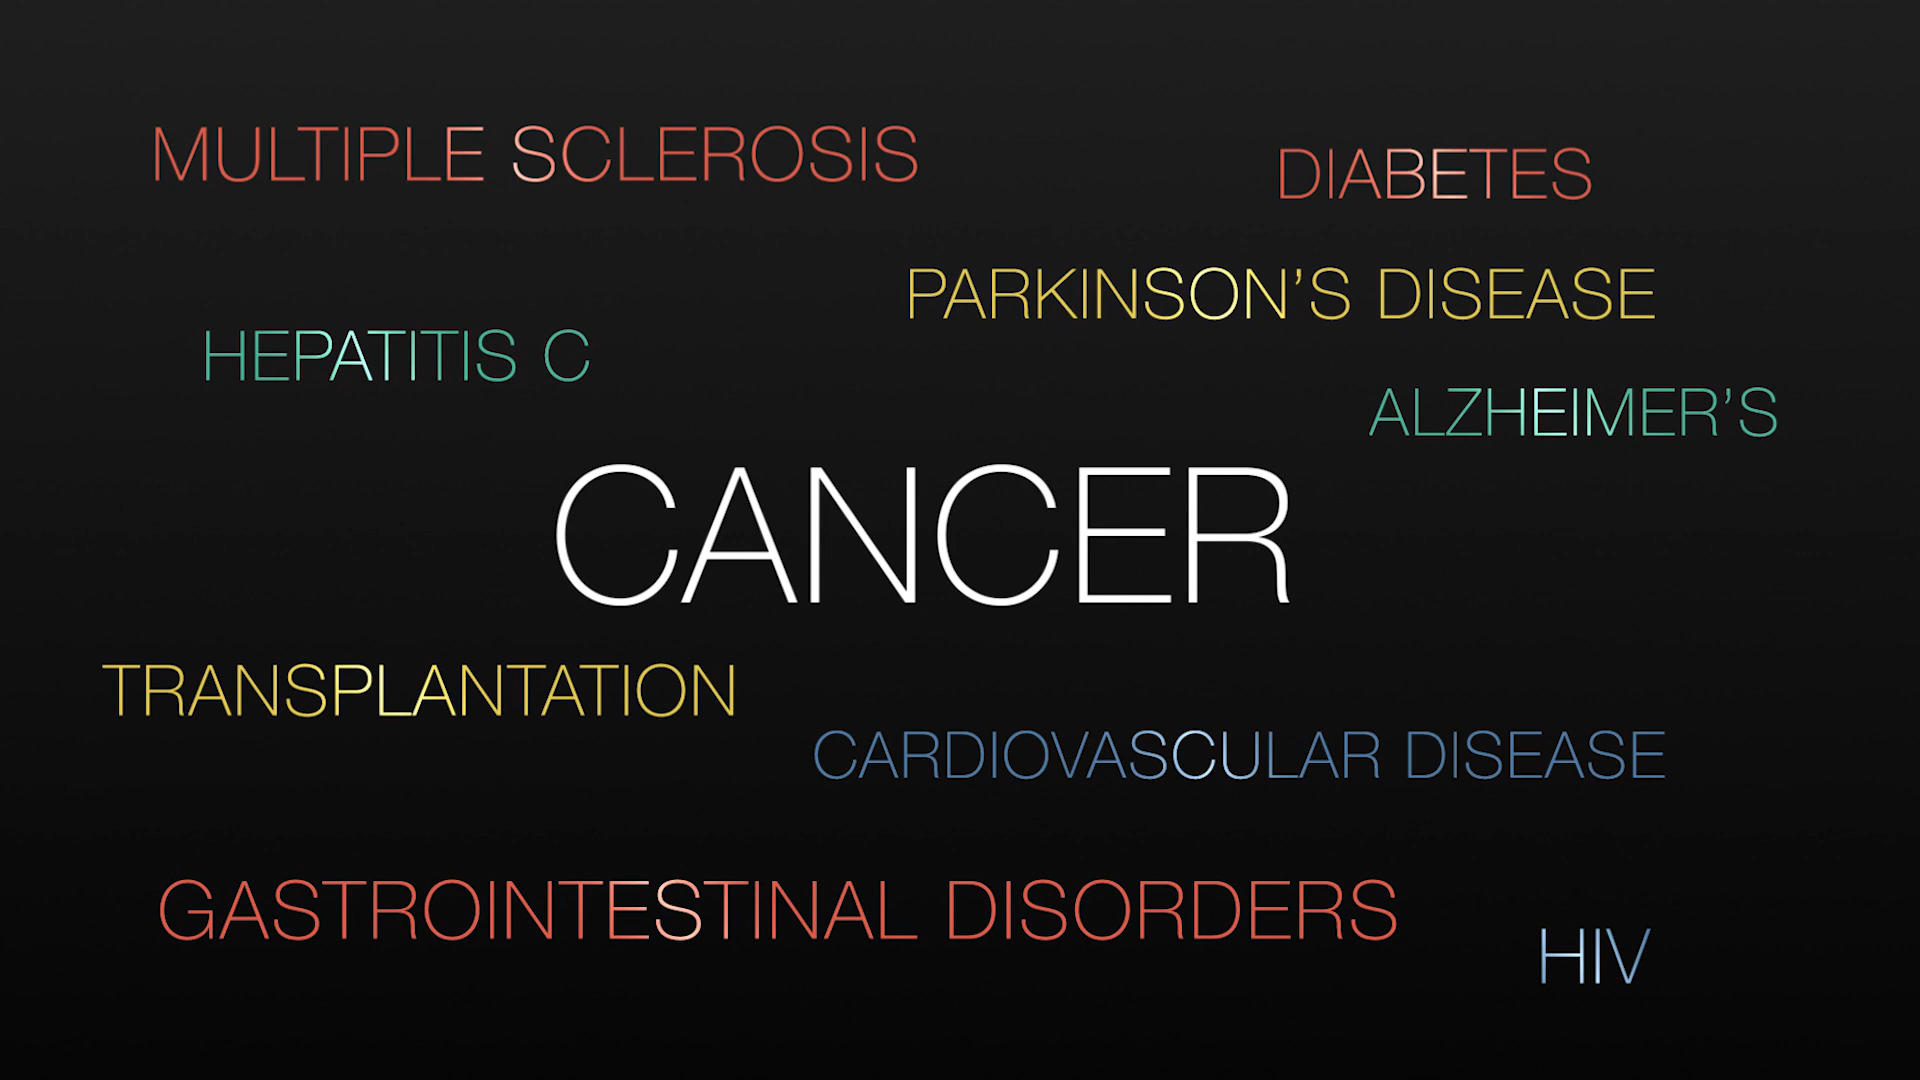 MULTIPLE SCLEROSIS
DIABETES
PARKINSON’S DISEASE
HEPATITIS C
ALZHEIMER’S
CANCER
TRANSPLANTATION
CARDIOVASCULAR DISEASE
GASTROINTESTINAL DISORDERS
HIV